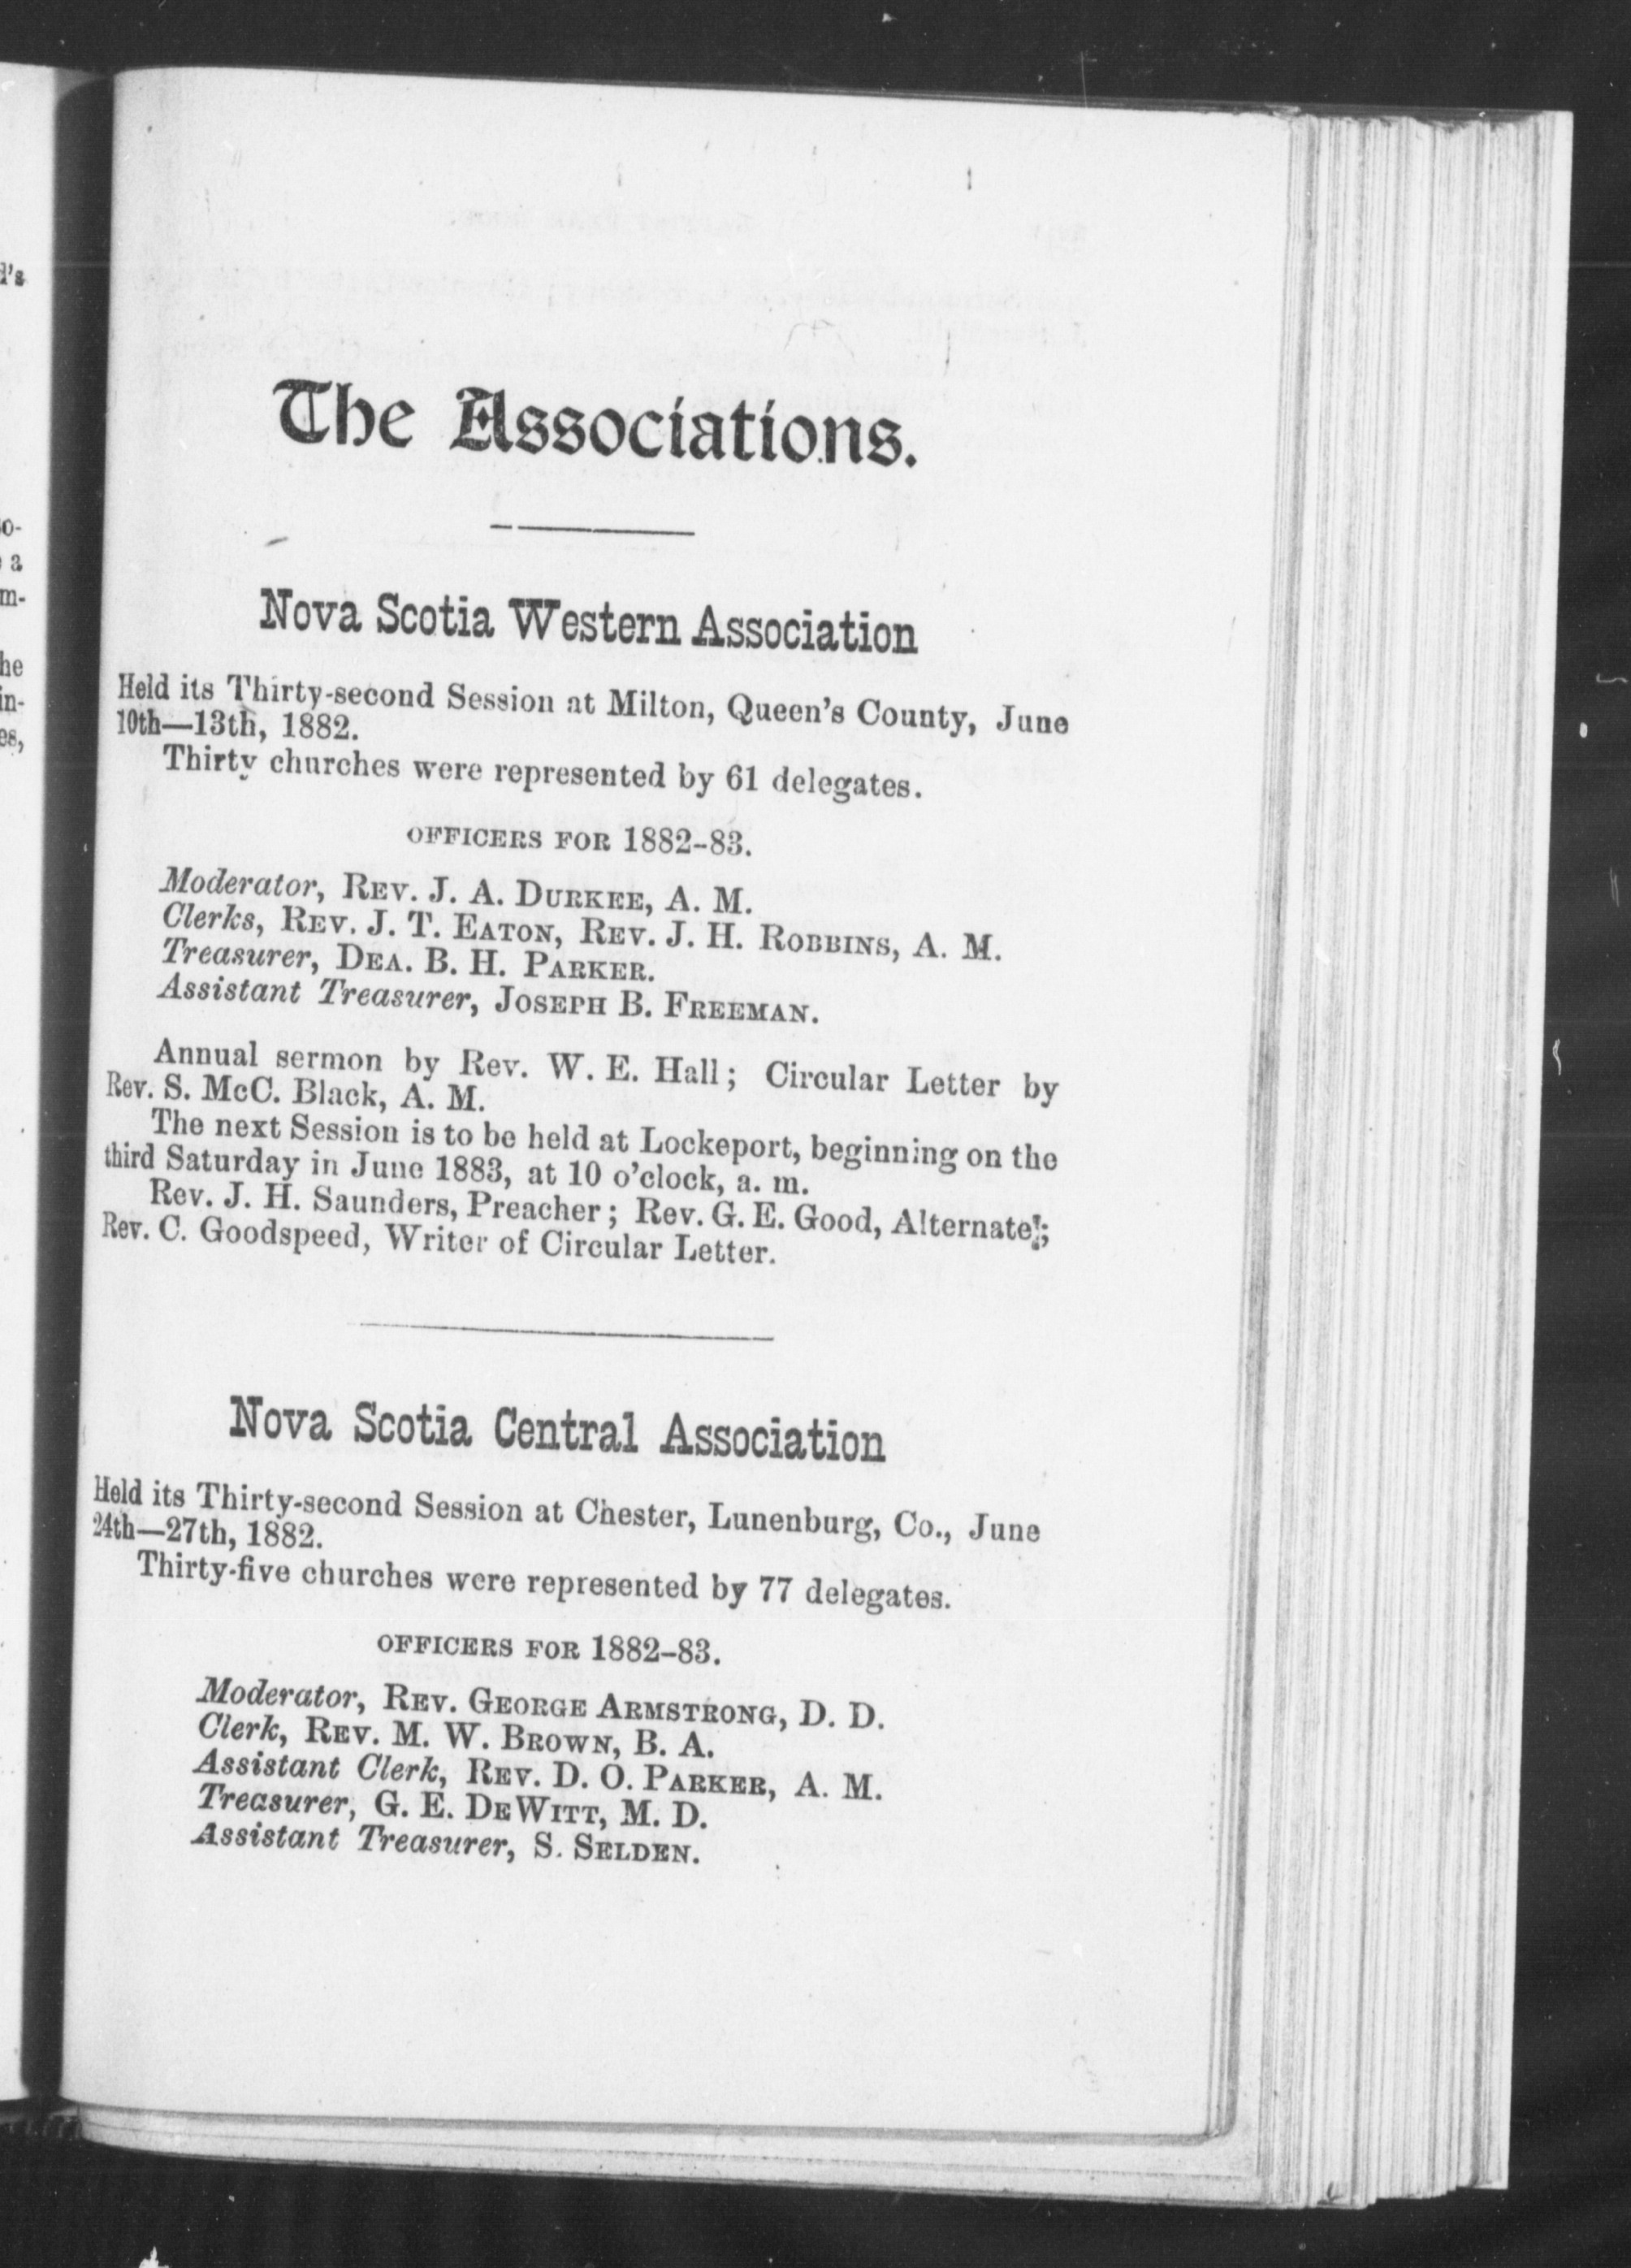 The Associations.
Nova Scotia Western Association
Held its Thirty-second Session at Milton, Queen's County, June
10th—13th, 1882.
Thirty churches were represented by 61 delegates.
OFFICERS FOR 1882-83.
Moderator, REV. J. A. DURKEE, A. M.
Clerks, REV. J. T. EATON, REV. J. H. ROBBINS, A. M.
Treasurer, DEA. B. H. PARKER.
Assistant Treasurer, JOSEPH B. FREEMAN.
Annual sermon by Rev. W. E. Hall; Circular Letter by
Rev. S. McC. Black, A. M.
The next Session is to be held at Lockeport, beginning on the
third Saturday in June 1883, at 10 o'clock, a. m.
Rev. J. H. Saunders, Preacher; Rev. G. E. Good, Alternate;
Rev. C. Goodspeed, Writer of Circular Letter.
Nova Scotia Central Association
Held its Thirty-second Session at Chester, Lunenburg, Co., June
24th—27th, 1882.
Thirty-five churches were represented by 77 delegates.
OFFICERS FOR 1882-83.
Moderator, REV. GEORGE ARMSTRONG, D. D.
Clerk, REV. M. W. BROWN, B. A.
Assistant Clerk, REV. D. O. PARKER, A. M.
Treasurer, G. E. DEWITT, M. D.
Assistant Treasurer, S. SELDEN.